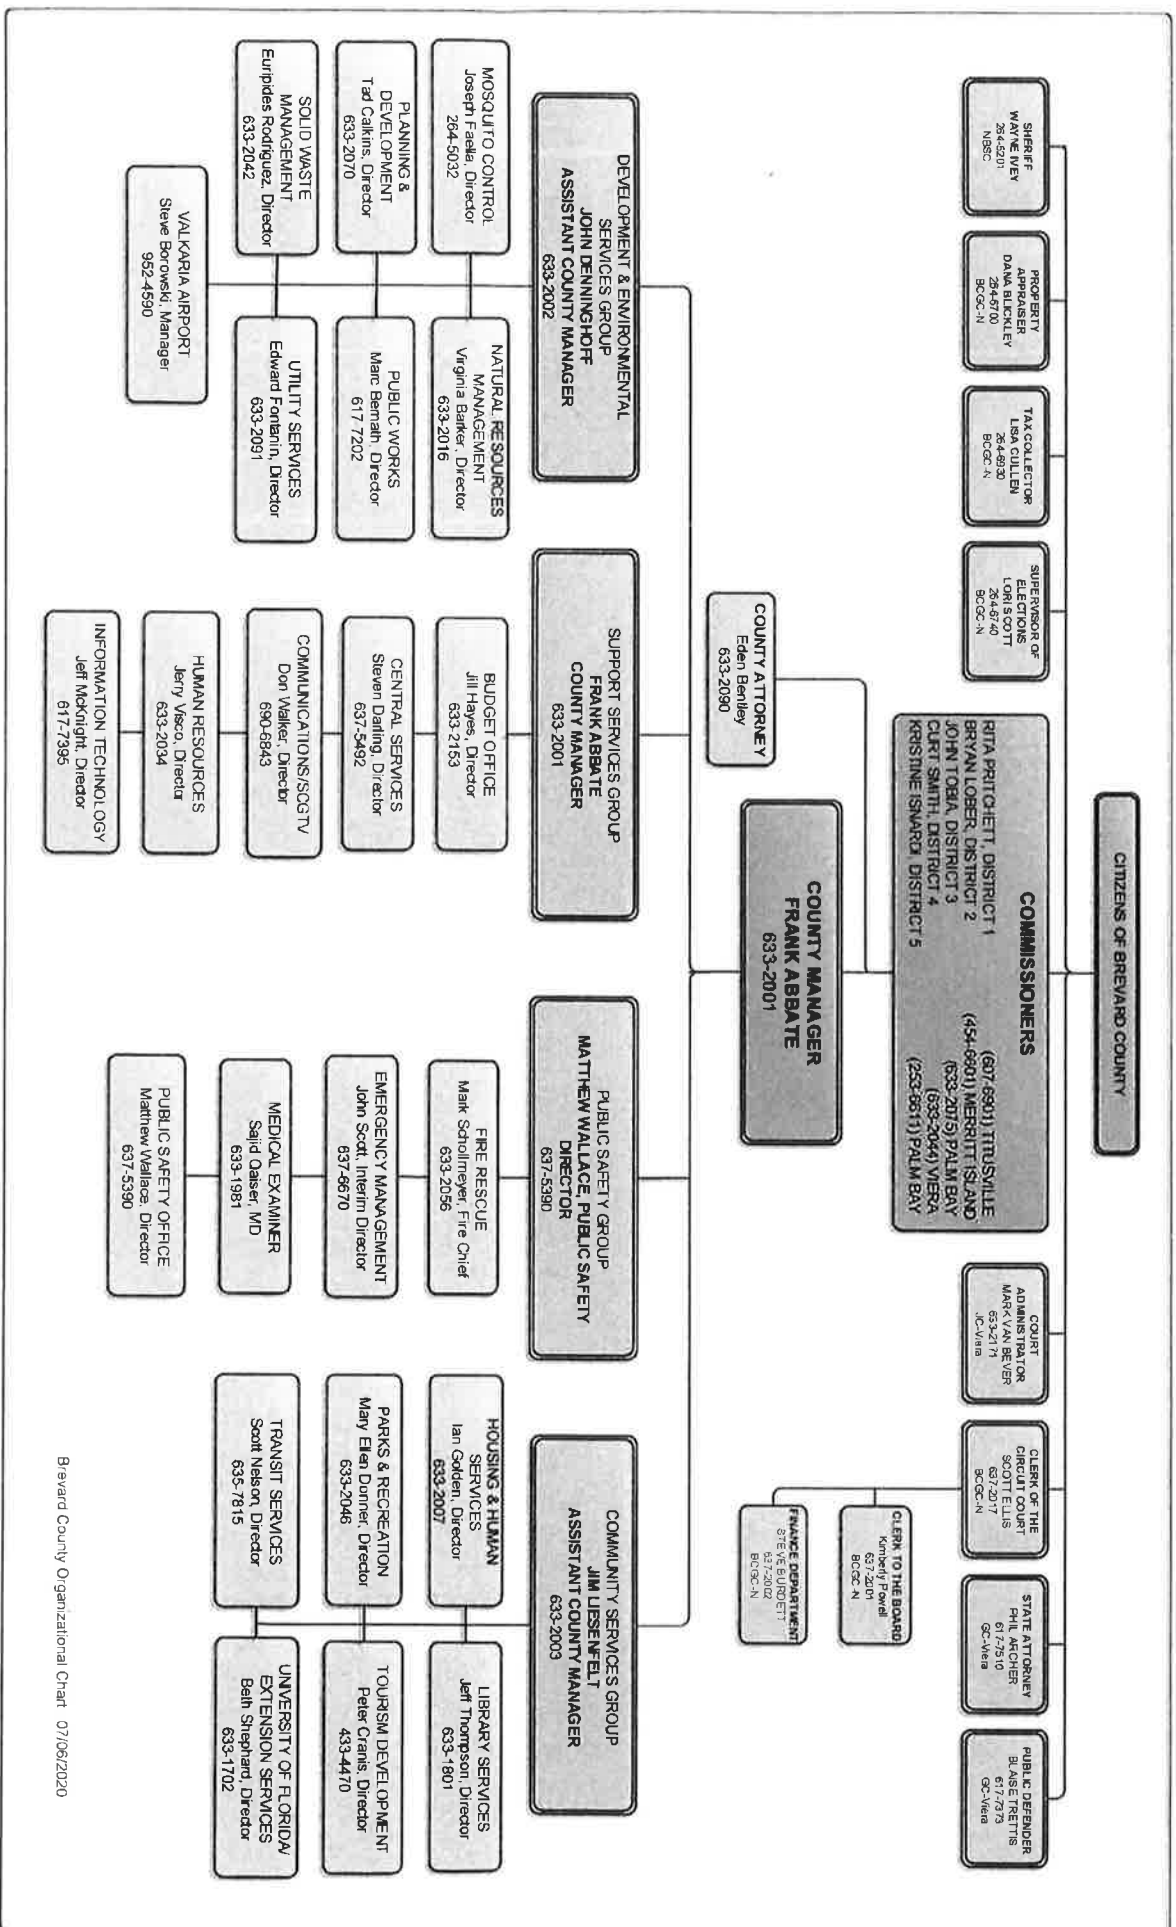 CITIZENS OF BREVARD COUNTY
SHERIFF
WAYNE IVEY
264-5201
NBSC
PROPERTY
APPRAISER
DANA BLICKLEY
264-6700
BCGC-N
TAX COLLECTOR
LISA CULLEN
264-6930
BCGC-N
SUPERVISOR OF
ELECTIONS
LORI SCOTT
264-6740
BCGC-N
COMMISSIONERS
RITA PRITCHETT, DISTRICT 1 (607-6901) TITUSVILLE
BRYAN LOBER, DISTRICT 2 (454-6601) MERRITT ISLAND
JOHN TOBIA, DISTRICT 3 (633-2075) PALM BAY
CURT SMITH, DISTRICT 4 (633-2044) VIERA
KRISTINE ISNARDI, DISTRICT 5 (253-6611) PALM BAY
COURT
ADMINISTRATOR
MARK VAN BEVER
633-2171
JC-Viera
CLERK OF THE
CIRCUIT COURT
SCOTT ELLIS
637-2017
BCGC-N
STATE ATTORNEY
PHIL ARCHER
617-7510
GC-Viera
PUBLIC DEFENDER
BLAISE TRETTIS
617-7373
GC-Viera
CLERK TO THE BOARD
Kimberly Powell
637-2001
BCGC-N
FINANCE DEPARTMENT
STEVE BURDETT
637-2002
BCGC-N
COUNTY ATTORNEY
Eden Bentley
633-2090
COUNTY MANAGER
FRANK ABBATE
633-2001
DEVELOPMENT & ENVIRONMENTAL
SERVICES GROUP
JOHN DENNINGHOFF
ASSISTANT COUNTY MANAGER
633-2002
MOSQUITO CONTROL
Joseph Faella, Director
264-5032
NATURAL RESOURCES
MANAGEMENT
Virginia Barker, Director
633-2016
PLANNING &
DEVELOPMENT
Tad Calkins, Director
633-2070
PUBLIC WORKS
Marc Bernath, Director
617-7202
SOLID WASTE
MANAGEMENT
Euripides Rodriguez, Director
633-2042
UTILITY SERVICES
Edward Fontanin, Director
633-2091
VALKARIA AIRPORT
Steve Borowski, Manager
952-4590
SUPPORT SERVICES GROUP
FRANK ABBATE
COUNTY MANAGER
633-2001
BUDGET OFFICE
Jill Hayes, Director
633-2153
CENTRAL SERVICES
Steven Darling, Director
637-5492
COMMUNICATIONS/SCGTV
Don Walker, Director
690-6843
HUMAN RESOURCES
Jerry Visco, Director
633-2034
INFORMATION TECHNOLOGY
Jeff McKnight, Director
617-7395
PUBLIC SAFETY GROUP
MATTHEW WALLACE, PUBLIC SAFETY
DIRECTOR
637-5390
FIRE RESCUE
Mark Schollmeyer, Fire Chief
633-2056
EMERGENCY MANAGEMENT
John Scott, Interim Director
637-6670
MEDICAL EXAMINER
Sajid Qaiser, MD
633-1981
PUBLIC SAFETY OFFICE
Matthew Wallace, Director
637-5390
COMMUNITY SERVICES GROUP
JIM LIESENFELT
ASSISTANT COUNTY MANAGER
633-2003
HOUSING & HUMAN
SERVICES
Ian Golden, Director
633-2007
LIBRARY SERVICES
Jeff Thompson, Director
633-1801
PARKS & RECREATION
Mary Ellen Donner, Director
633-2046
TOURISM DEVELOPMENT
Peter Cranis, Director
433-4470
TRANSIT SERVICES
Scott Nelson, Director
635-7815
UNIVERSITY OF FLORIDA/
EXTENSION SERVICES
Beth Shephard, Director
633-1702
Brevard County Organizational Chart 07/06/2020